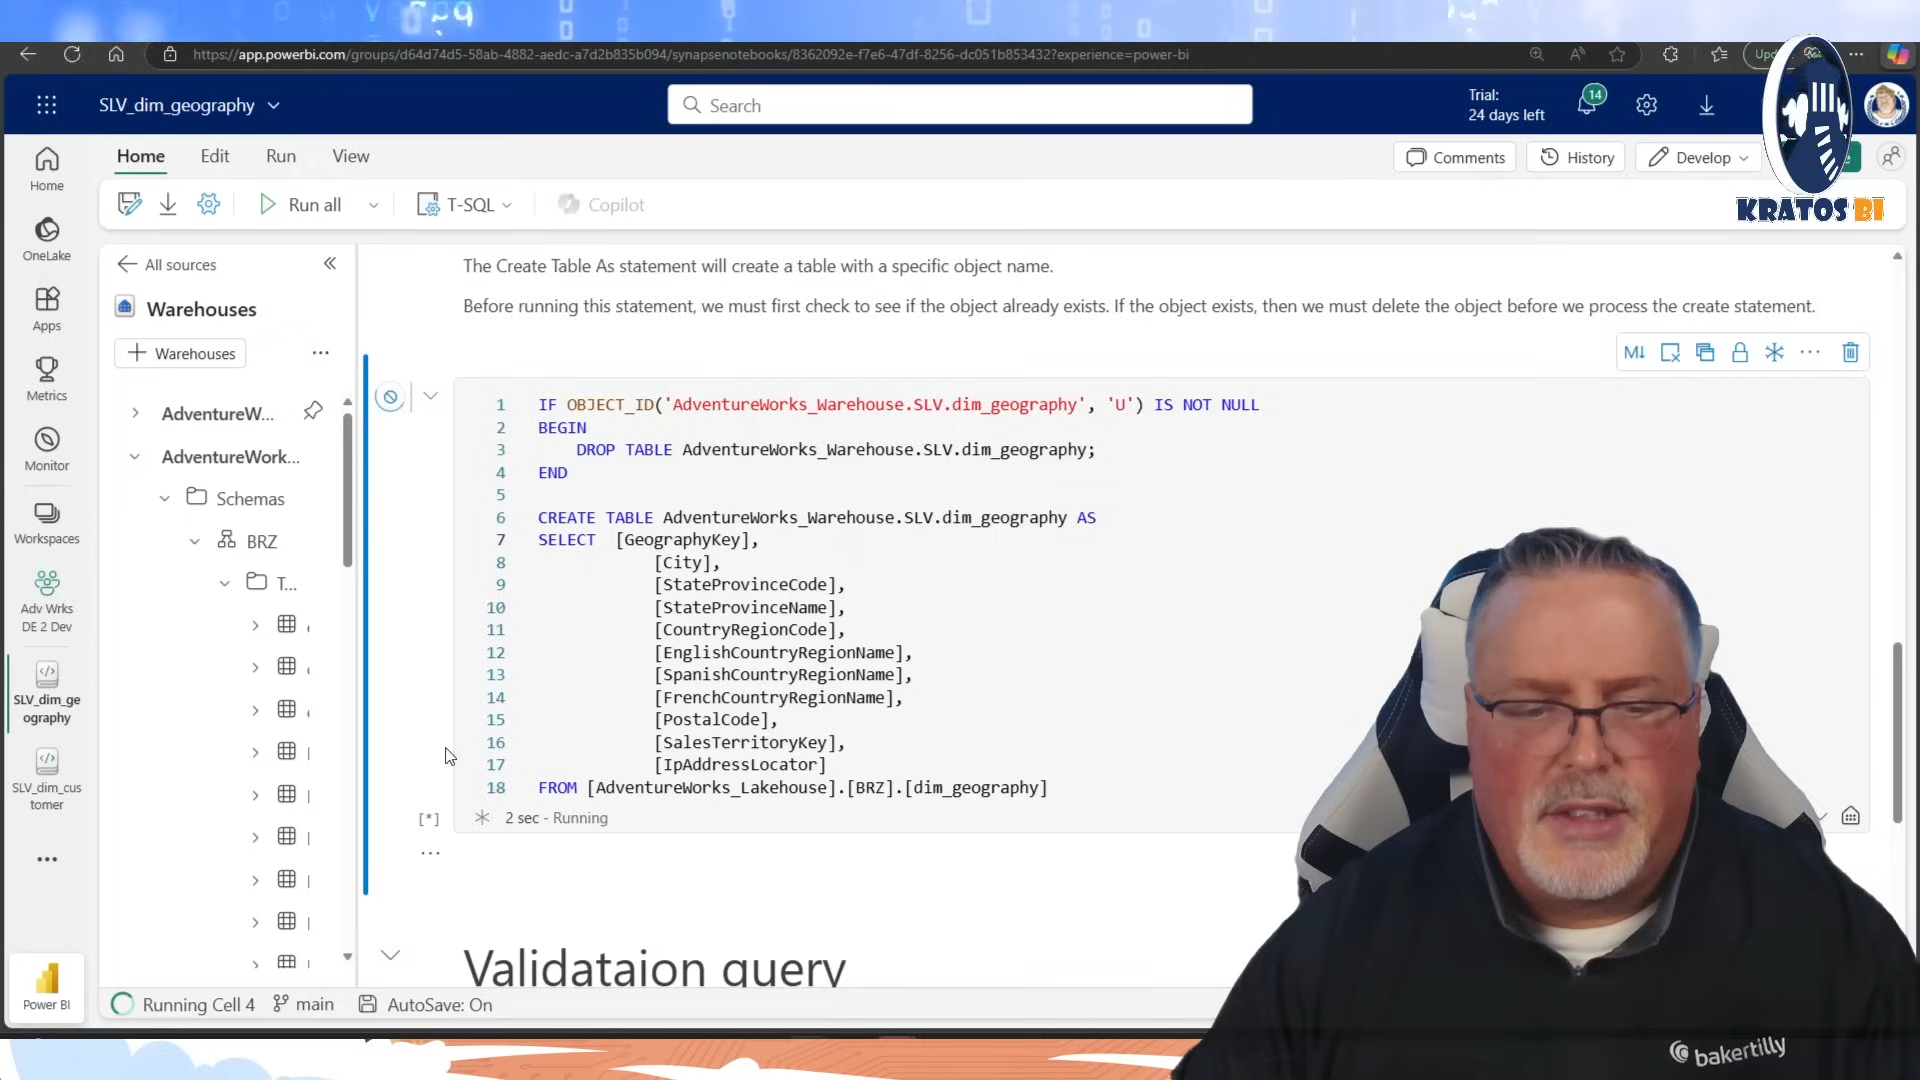 https://app.powerbi.com/groups/d64d74d5-58ab-4882-aedc-a7d2b835b094/synapsenotebooks/8362092e-f7e6-47df-8256-dc051b853432?experience=power-bi
SLV_dim_geography
Search
Trial:
24 days left
14
KRATOS BI
Home
Edit
Run
View
Comments
History
Develop
Run all
T-SQL
Copilot
Home
OneLake
Apps
Metrics
Monitor
Workspaces
Adv Wrks
DE 2 Dev
SLV_dim_ge
ography
SLV_dim_cus
tomer
Power BI
All sources
Warehouses
Warehouses
AdventureW...
AdventureWork...
Schemas
BRZ
T...
The Create Table As statement will create a table with a specific object name.
Before running this statement, we must first check to see if the object already exists. If the object exists, then we must delete the object before we process the create statement.
M↓
1 IF OBJECT_ID('AdventureWorks_Warehouse.SLV.dim_geography', 'U') IS NOT NULL
2 BEGIN
3 DROP TABLE AdventureWorks_Warehouse.SLV.dim_geography;
4 END
5
6 CREATE TABLE AdventureWorks_Warehouse.SLV.dim_geography AS
7 SELECT [GeographyKey],
8 [City],
9 [StateProvinceCode],
10 [StateProvinceName],
11 [CountryRegionCode],
12 [EnglishCountryRegionName],
13 [SpanishCountryRegionName],
14 [FrenchCountryRegionName],
15 [PostalCode],
16 [SalesTerritoryKey],
17 [IpAddressLocator]
18 FROM [AdventureWorks_Lakehouse].[BRZ].[dim_geography]
[*]
2 sec - Running
Validataion query
Running Cell 4
main
AutoSave: On
bakertilly